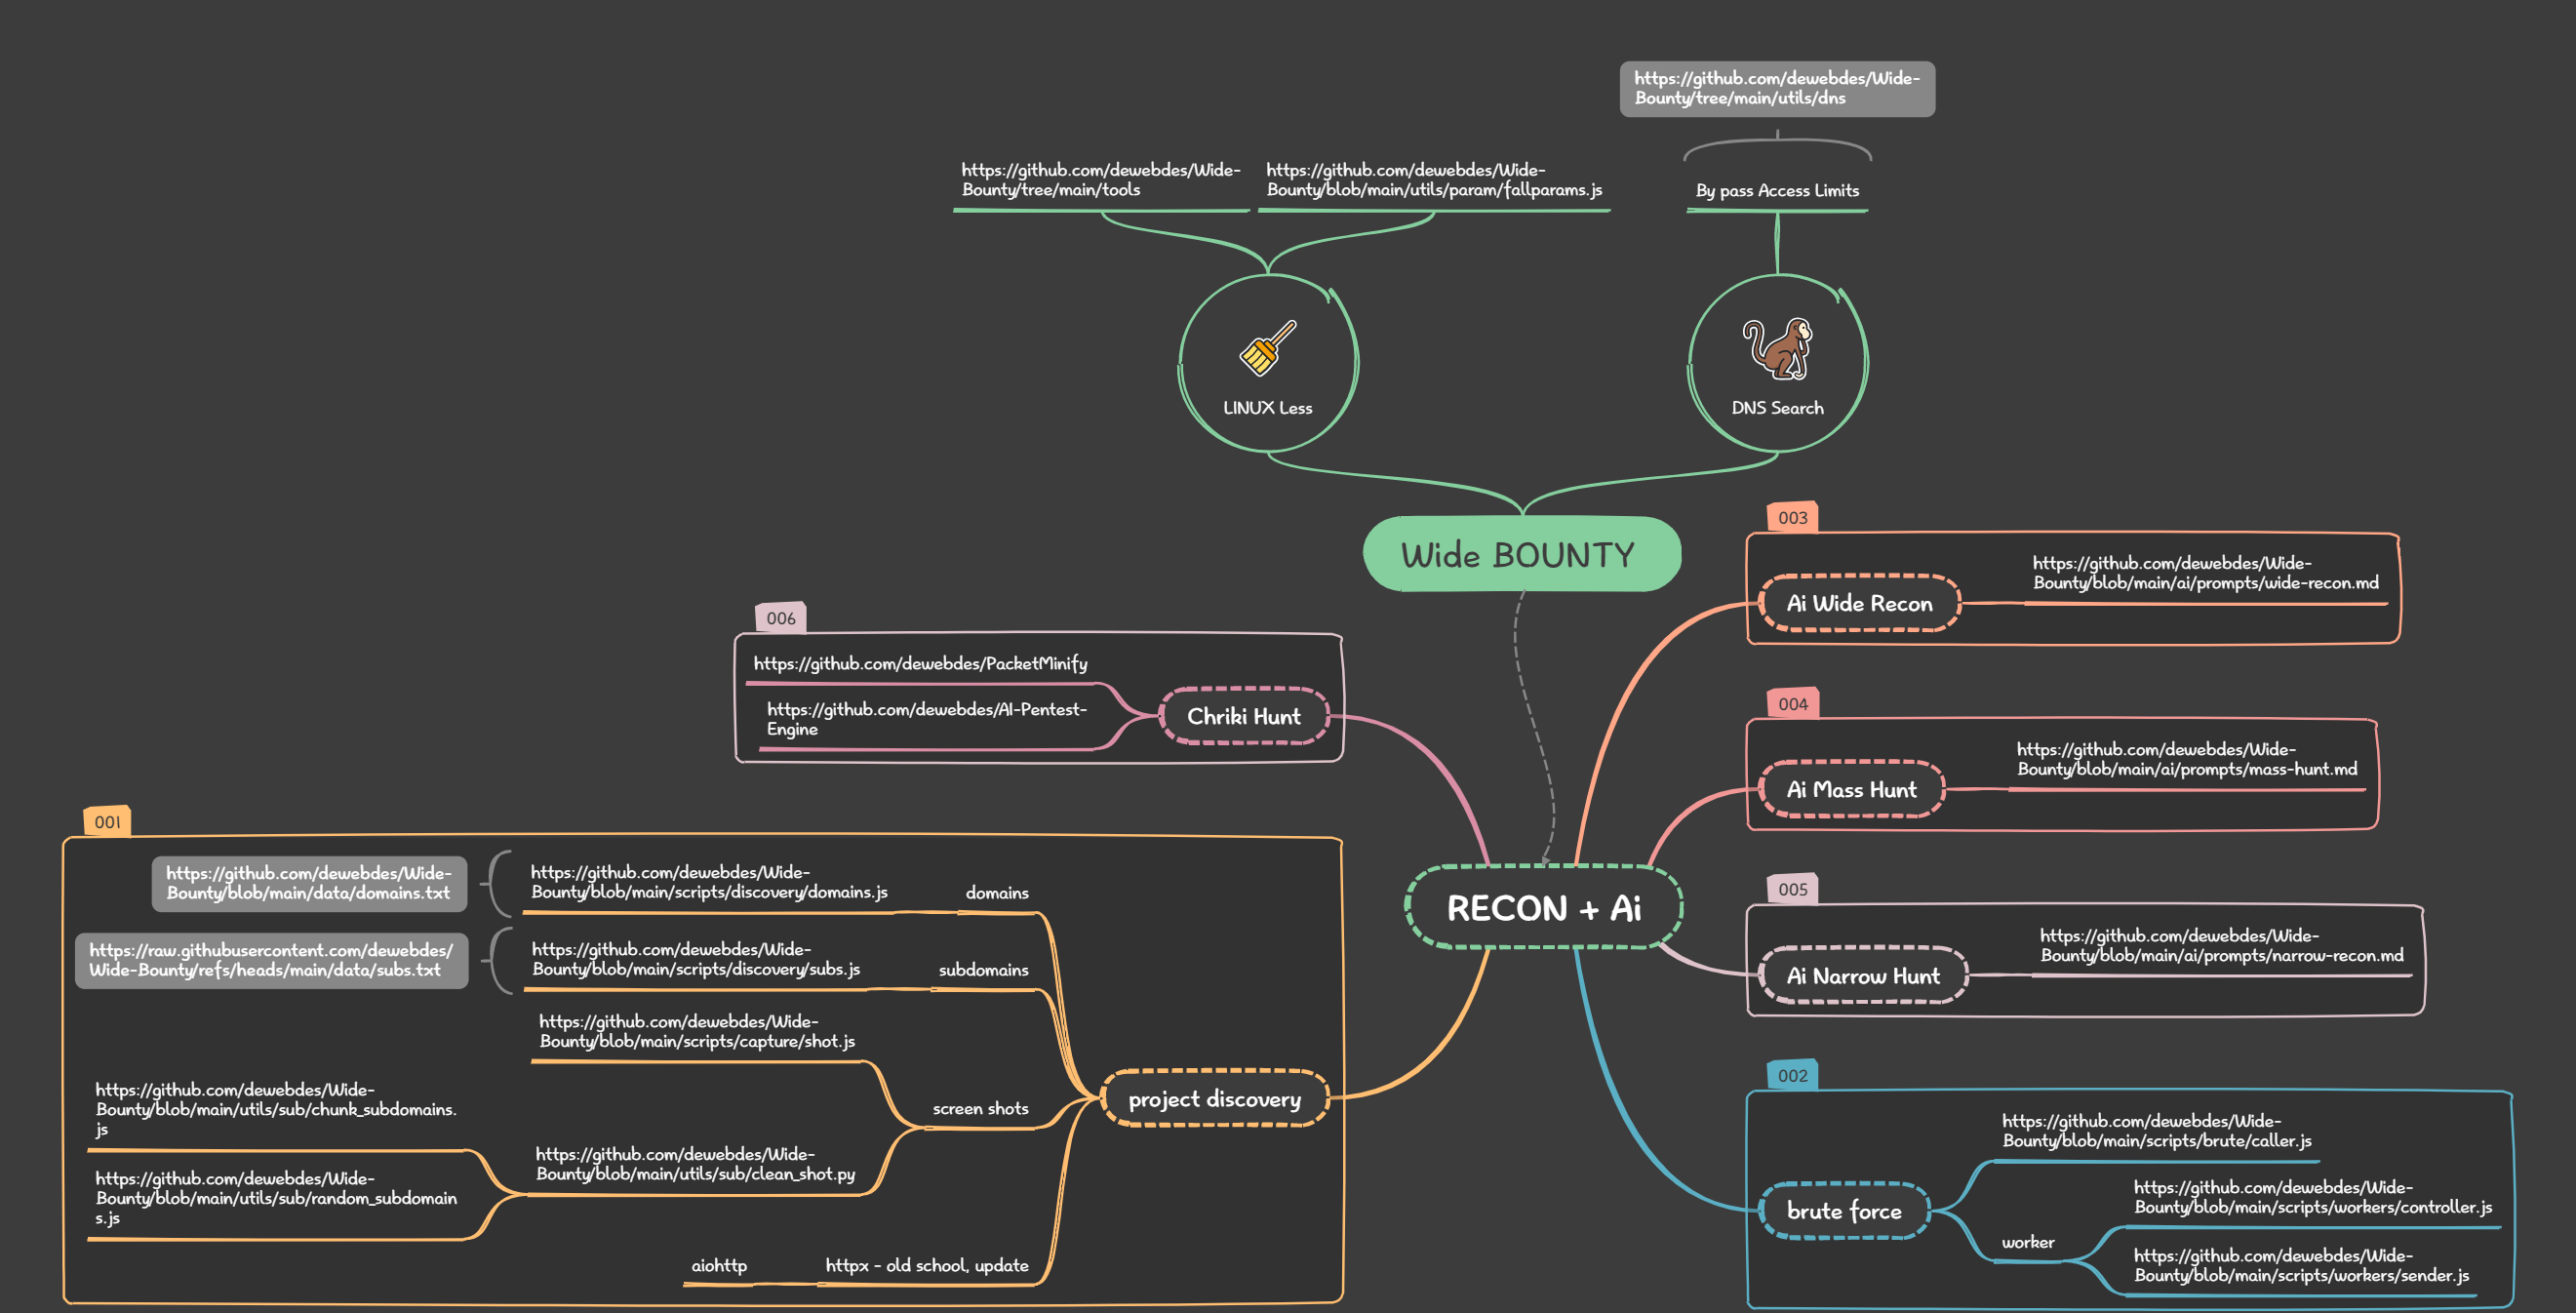 https://github.com/dewebdes/Wide-
Bounty/tree/main/utils/dns
https://github.com/dewebdes/Wide-
Bounty/tree/main/tools
https://github.com/dewebdes/Wide-
Bounty/blob/main/utils/param/fallparams.js
By pass Access Limits
LINUX Less
DNS Search
Wide BOUNTY
003
Ai Wide Recon
https://github.com/dewebdes/Wide-
Bounty/blob/main/ai/prompts/wide-recon.md
006
https://github.com/dewebdes/PacketMinify
https://github.com/dewebdes/AI-Pentest-
Engine
Chriki Hunt
004
Ai Mass Hunt
https://github.com/dewebdes/Wide-
Bounty/blob/main/ai/prompts/mass-hunt.md
RECON + Ai
005
Ai Narrow Hunt
https://github.com/dewebdes/Wide-
Bounty/blob/main/ai/prompts/narrow-recon.md
001
https://github.com/dewebdes/Wide-
Bounty/blob/main/data/domains.txt
https://github.com/dewebdes/Wide-
Bounty/blob/main/scripts/discovery/domains.js
domains
https://raw.githubusercontent.com/dewebdes/
Wide-Bounty/refs/heads/main/data/subs.txt
https://github.com/dewebdes/Wide-
Bounty/blob/main/scripts/discovery/subs.js
subdomains
https://github.com/dewebdes/Wide-
Bounty/blob/main/scripts/capture/shot.js
screen shots
https://github.com/dewebdes/Wide-
Bounty/blob/main/utils/sub/chunk_subdomains.
js
https://github.com/dewebdes/Wide-
Bounty/blob/main/utils/sub/random_subdomain
s.js
https://github.com/dewebdes/Wide-
Bounty/blob/main/utils/sub/clean_shot.py
project discovery
aiohttp
httpx - old school, update
002
brute force
https://github.com/dewebdes/Wide-
Bounty/blob/main/scripts/brute/caller.js
worker
https://github.com/dewebdes/Wide-
Bounty/blob/main/scripts/workers/controller.js
https://github.com/dewebdes/Wide-
Bounty/blob/main/scripts/workers/sender.js